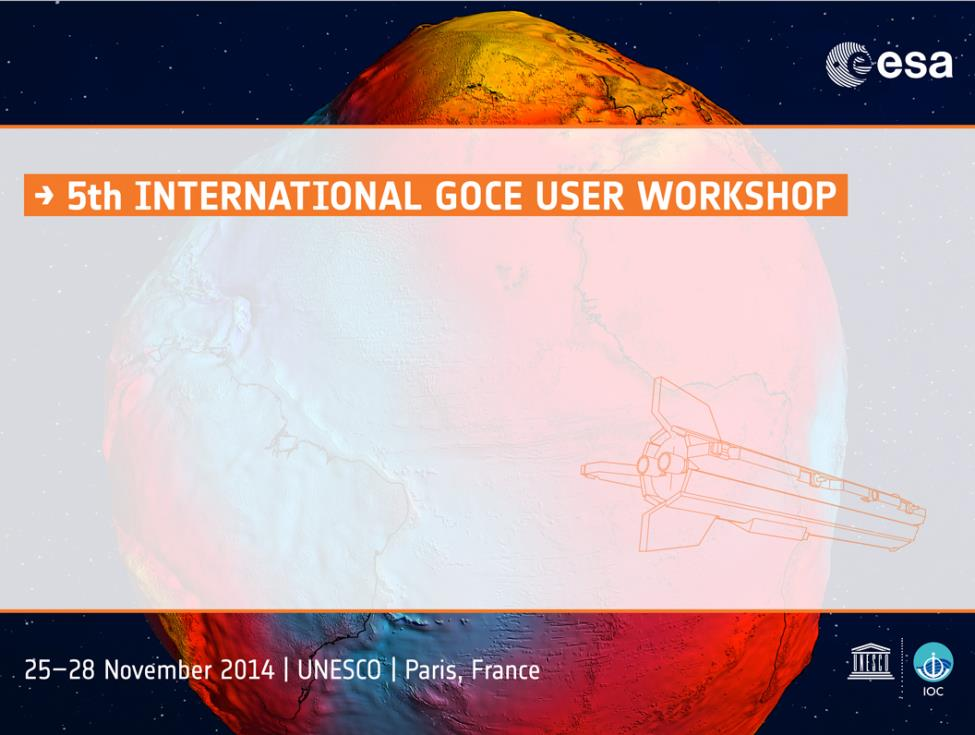 esa
→ 5th INTERNATIONAL GOCE USER WORKSHOP
25–28 November 2014 | UNESCO | Paris, France
UNESCO
IOC